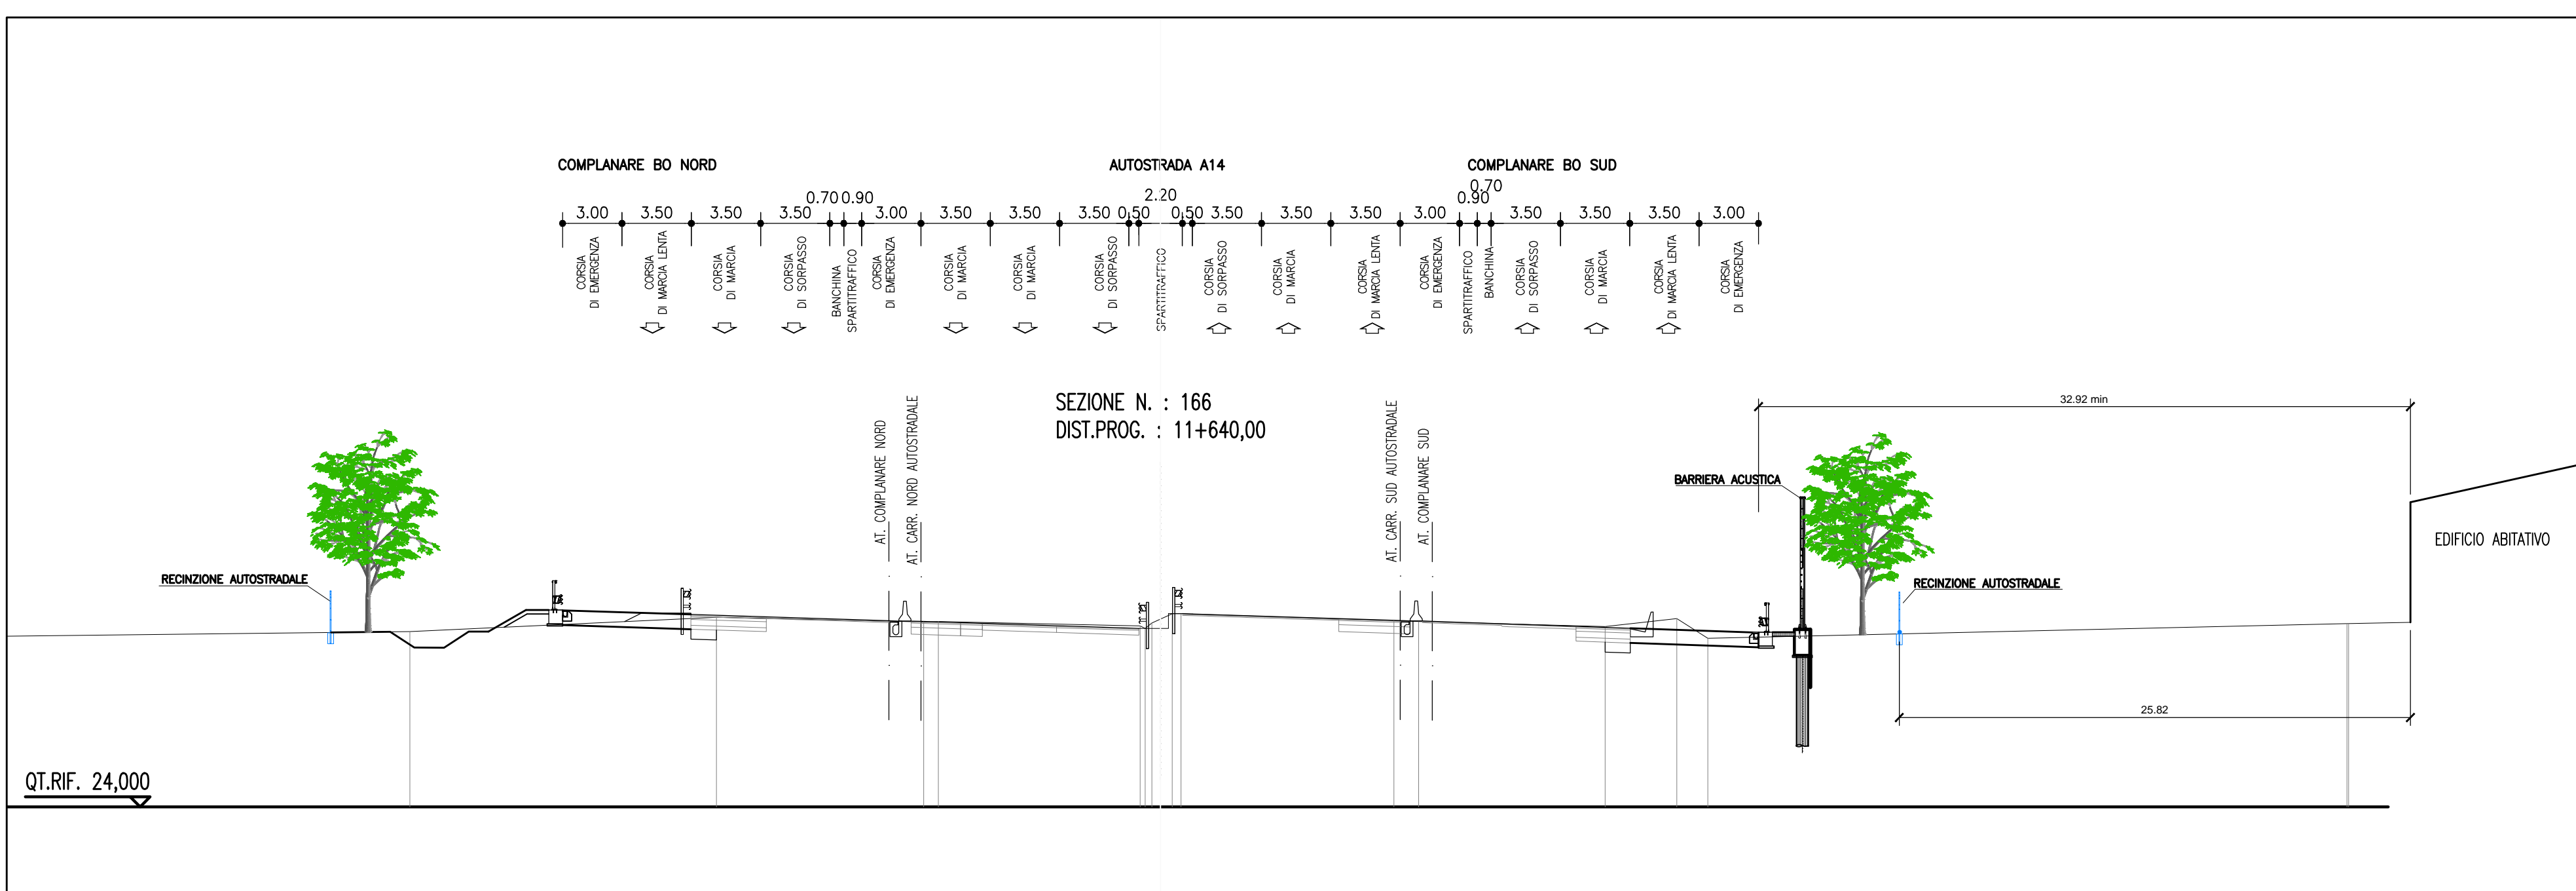 COMPLANARE BO NORD
AUTOSTRADA A14
COMPLANARE BO SUD
3.00
3.50
3.50
3.50
0.70
0.90
3.00
3.50
3.50
3.50
0.50
2.20
0.50
3.50
3.50
3.50
3.00
0.90
0.70
3.50
3.50
3.50
3.00
CORSIA
DI EMERGENZA
CORSIA
DI MARCIA LENTA
CORSIA
DI MARCIA
CORSIA
DI SORPASSO
BANCHINA
SPARTITRAFFICO
CORSIA
DI EMERGENZA
CORSIA
DI MARCIA
CORSIA
DI MARCIA
CORSIA
DI SORPASSO
SPARTITRAFFICO
CORSIA
DI SORPASSO
CORSIA
DI MARCIA
CORSIA
DI MARCIA LENTA
CORSIA
DI EMERGENZA
SPARTITRAFFICO
BANCHINA
CORSIA
DI SORPASSO
CORSIA
DI MARCIA
CORSIA
DI MARCIA LENTA
CORSIA
DI EMERGENZA
SEZIONE N. : 166
DIST.PROG. : 11+640,00
AT. COMPLANARE NORD
AT. CARR. NORD AUTOSTRADALE
AT. CARR. SUD AUTOSTRADALE
AT. COMPLANARE SUD
32.92 min
BARRIERA ACUSTICA
EDIFICIO ABITATIVO
RECINZIONE AUTOSTRADALE
RECINZIONE AUTOSTRADALE
25.82
QT.RIF. 24,000